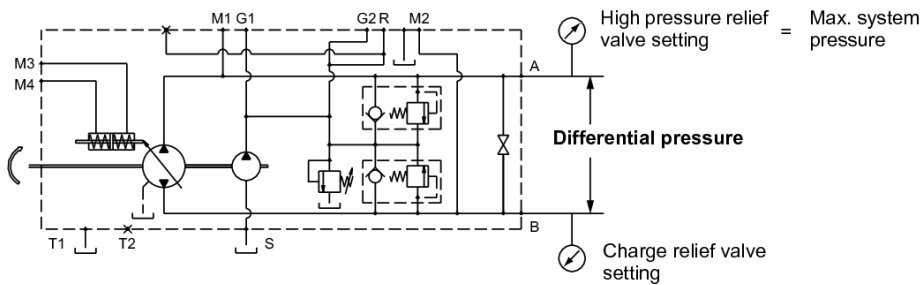 M1 G1
G2 R
M2
High pressure relief
valve setting
=
Max. system
pressure
M3
M4
A
Differential pressure
B
T1
T2
S
Charge relief valve
setting